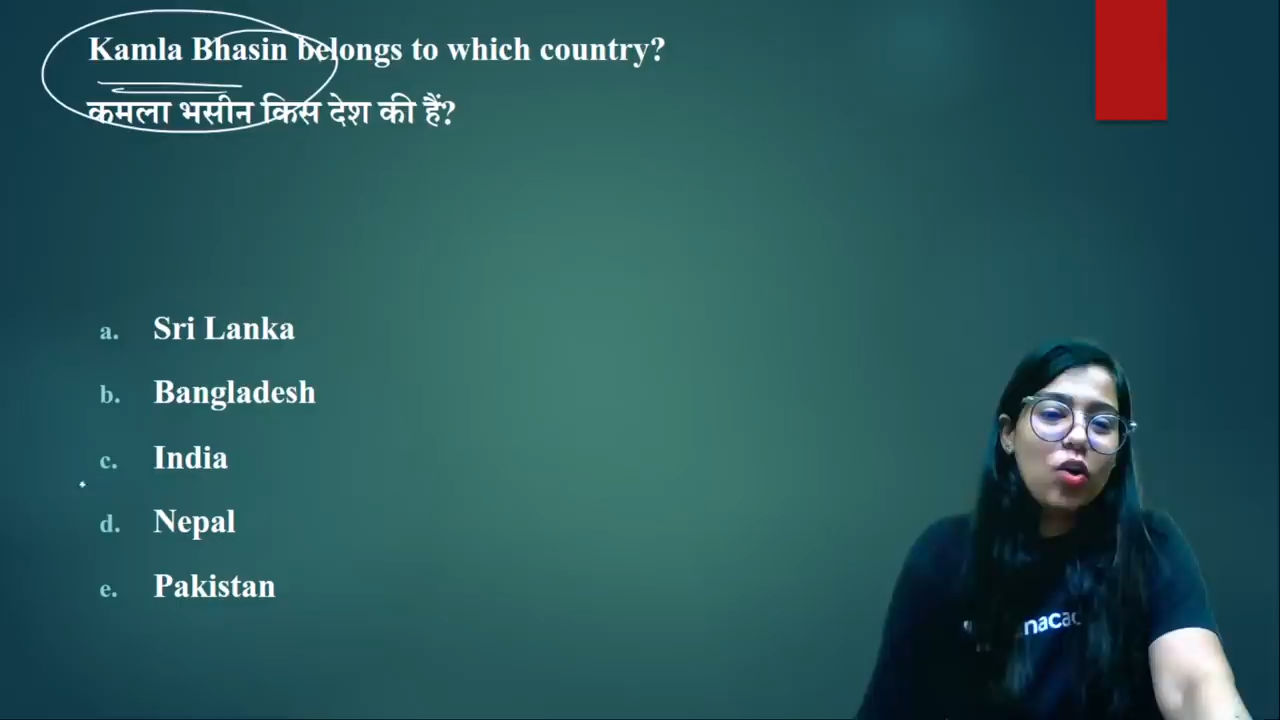 Kamla Bhasin belongs to which country?
कमला भसीन किस देश की हैं?
a. Sri Lanka
b. Bangladesh
c. India
d. Nepal
e. Pakistan